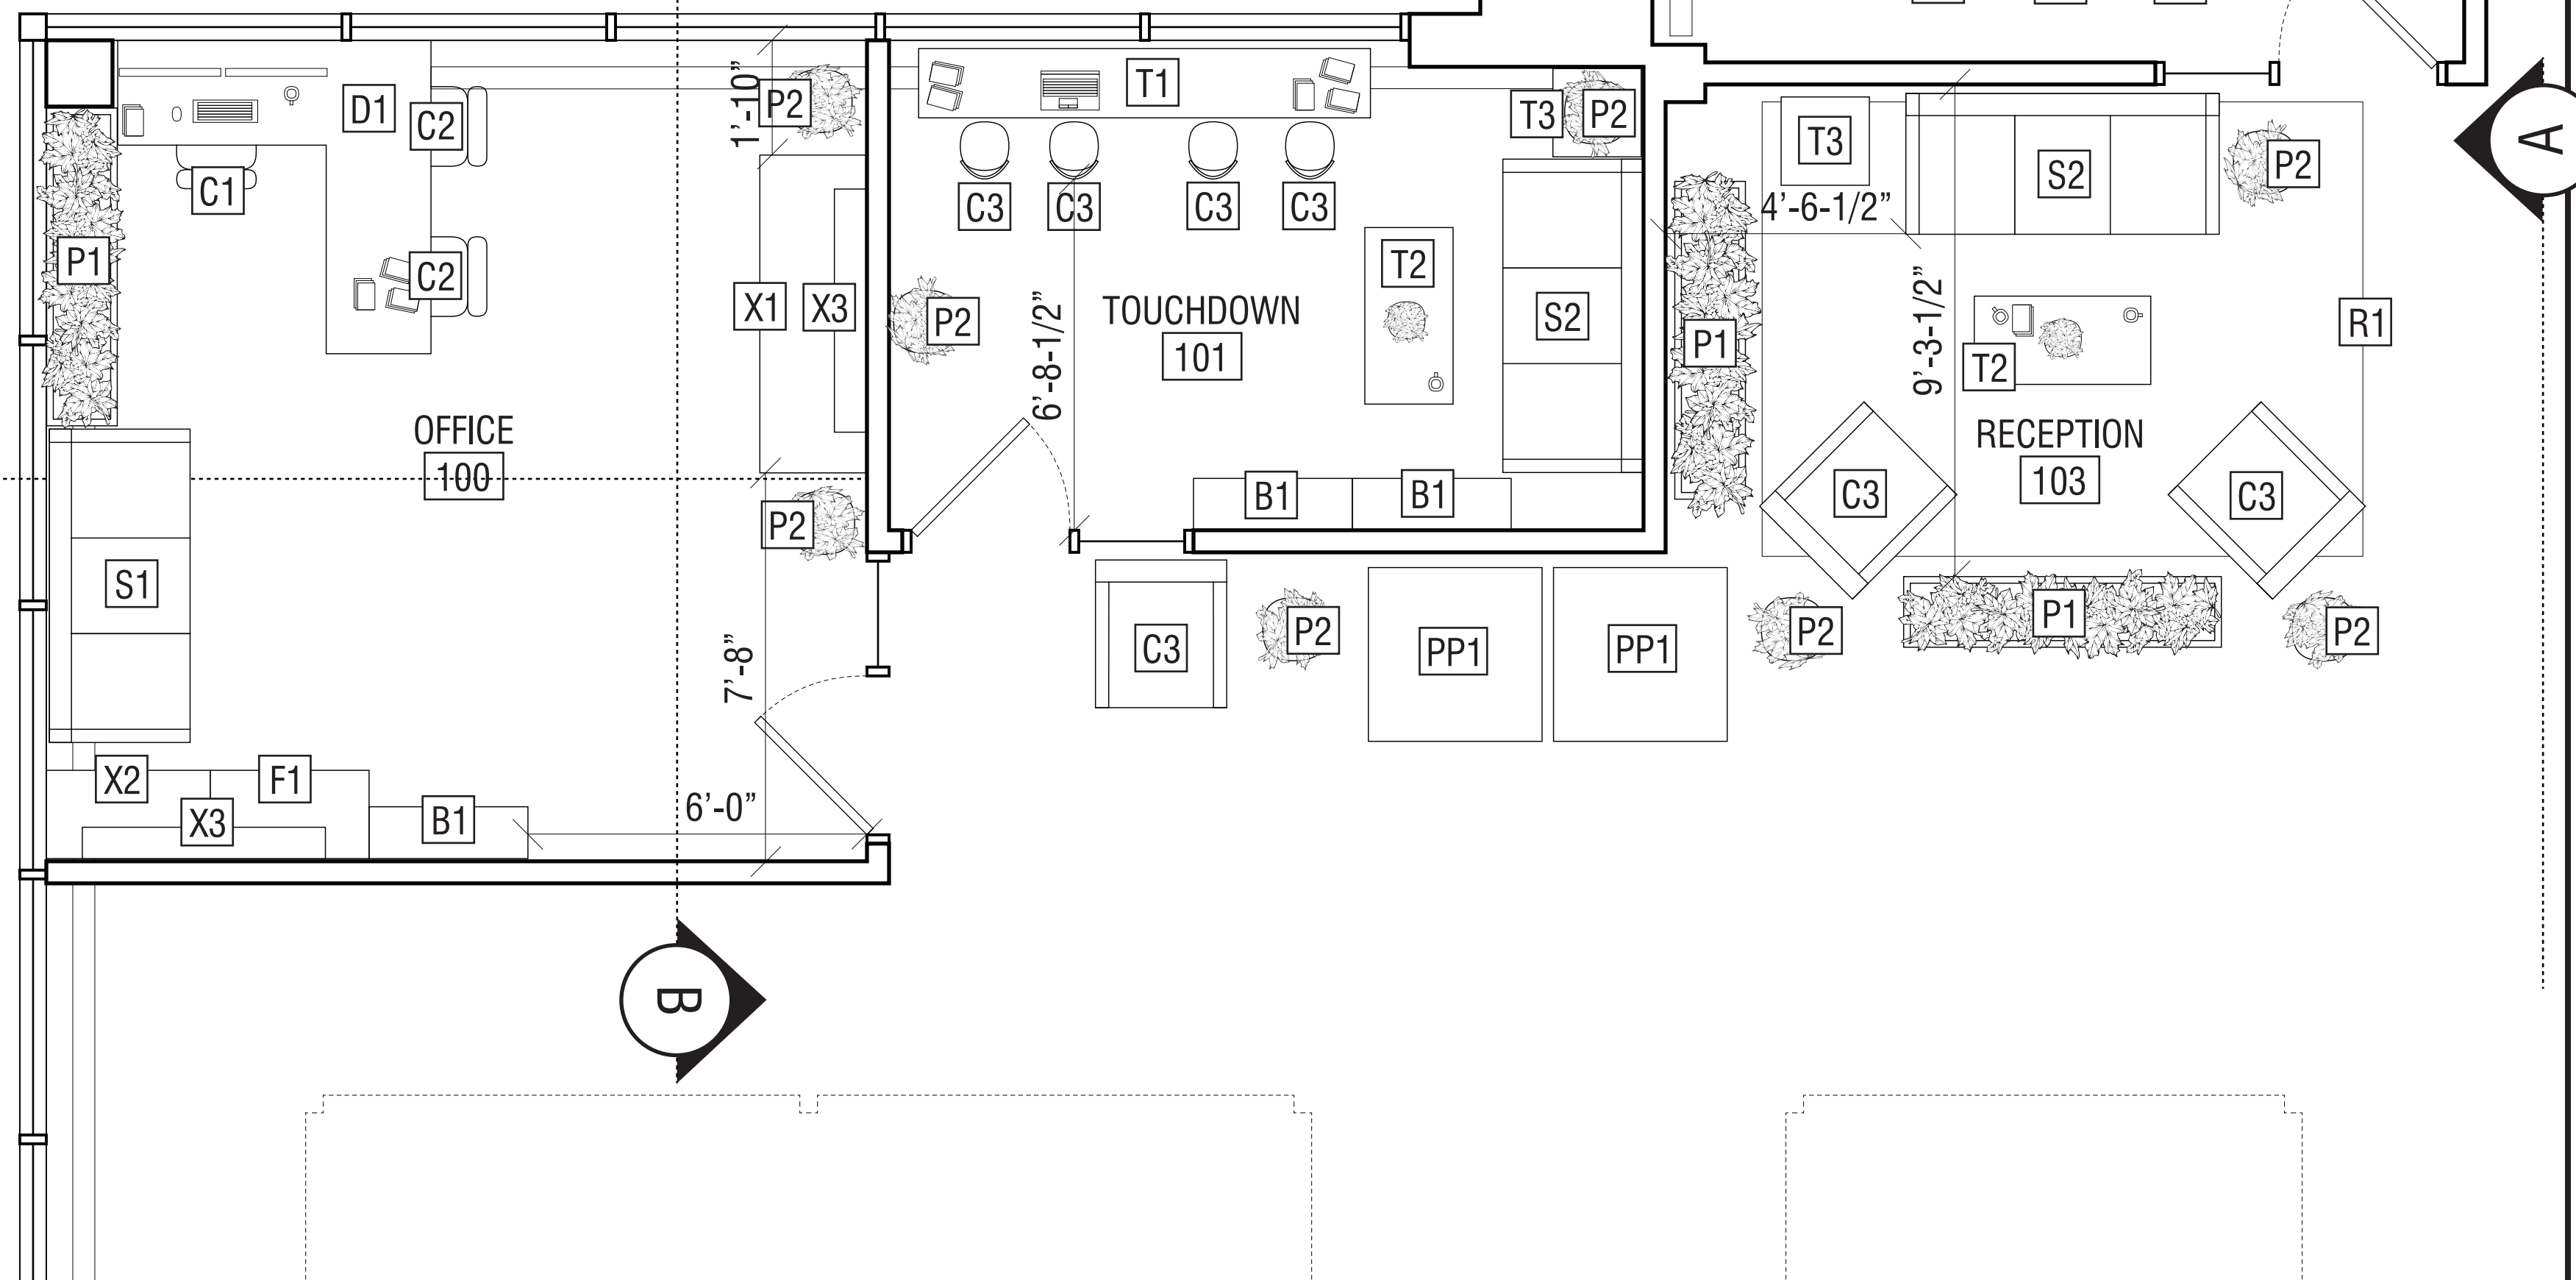 D1
C2
C1
P1
C2
1’-10”
P2
X1
X3
OFFICE
100
P2
S1
7’-8”
6’-0”
X2
F1
X3
B1
T1
C3
C3
C3
C3
T3
P2
P2
6’-8-1/2”
TOUCHDOWN
101
T2
S2
B1
B1
C3
P2
PP1
PP1
T3
4’-6-1/2”
S2
P2
P1
9’-3-1/2”
T2
R1
RECEPTION
103
C3
C3
P2
P1
P2
A
B